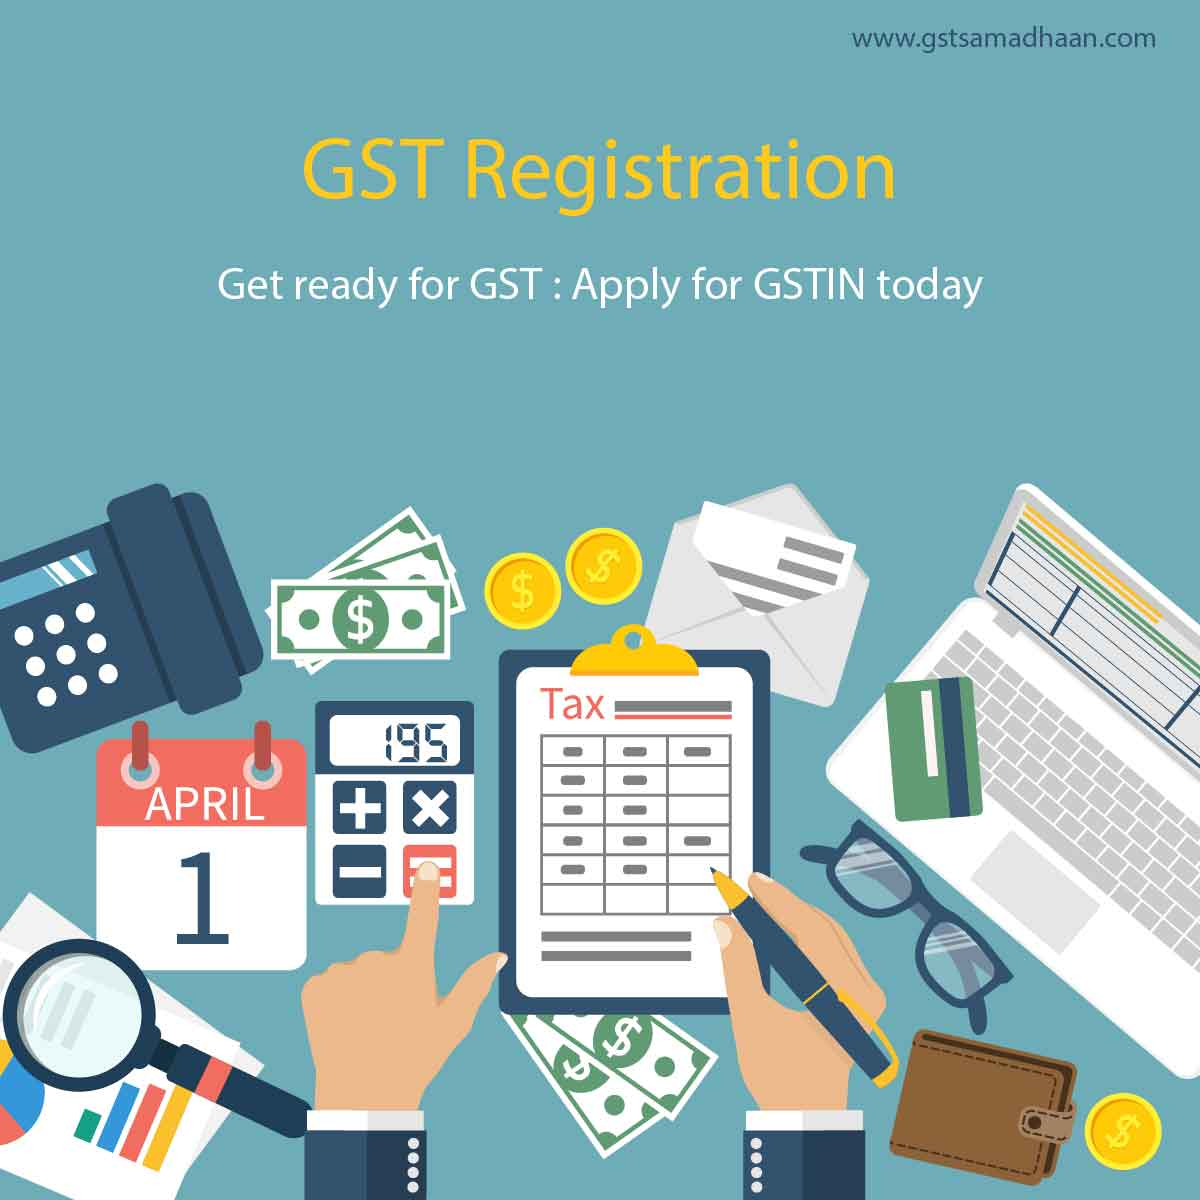 www.gstsamadhaan.com
GST Registration
Get ready for GST : Apply for GSTIN today
$
$
$
195
Tax
APRIL
1
$
$
$